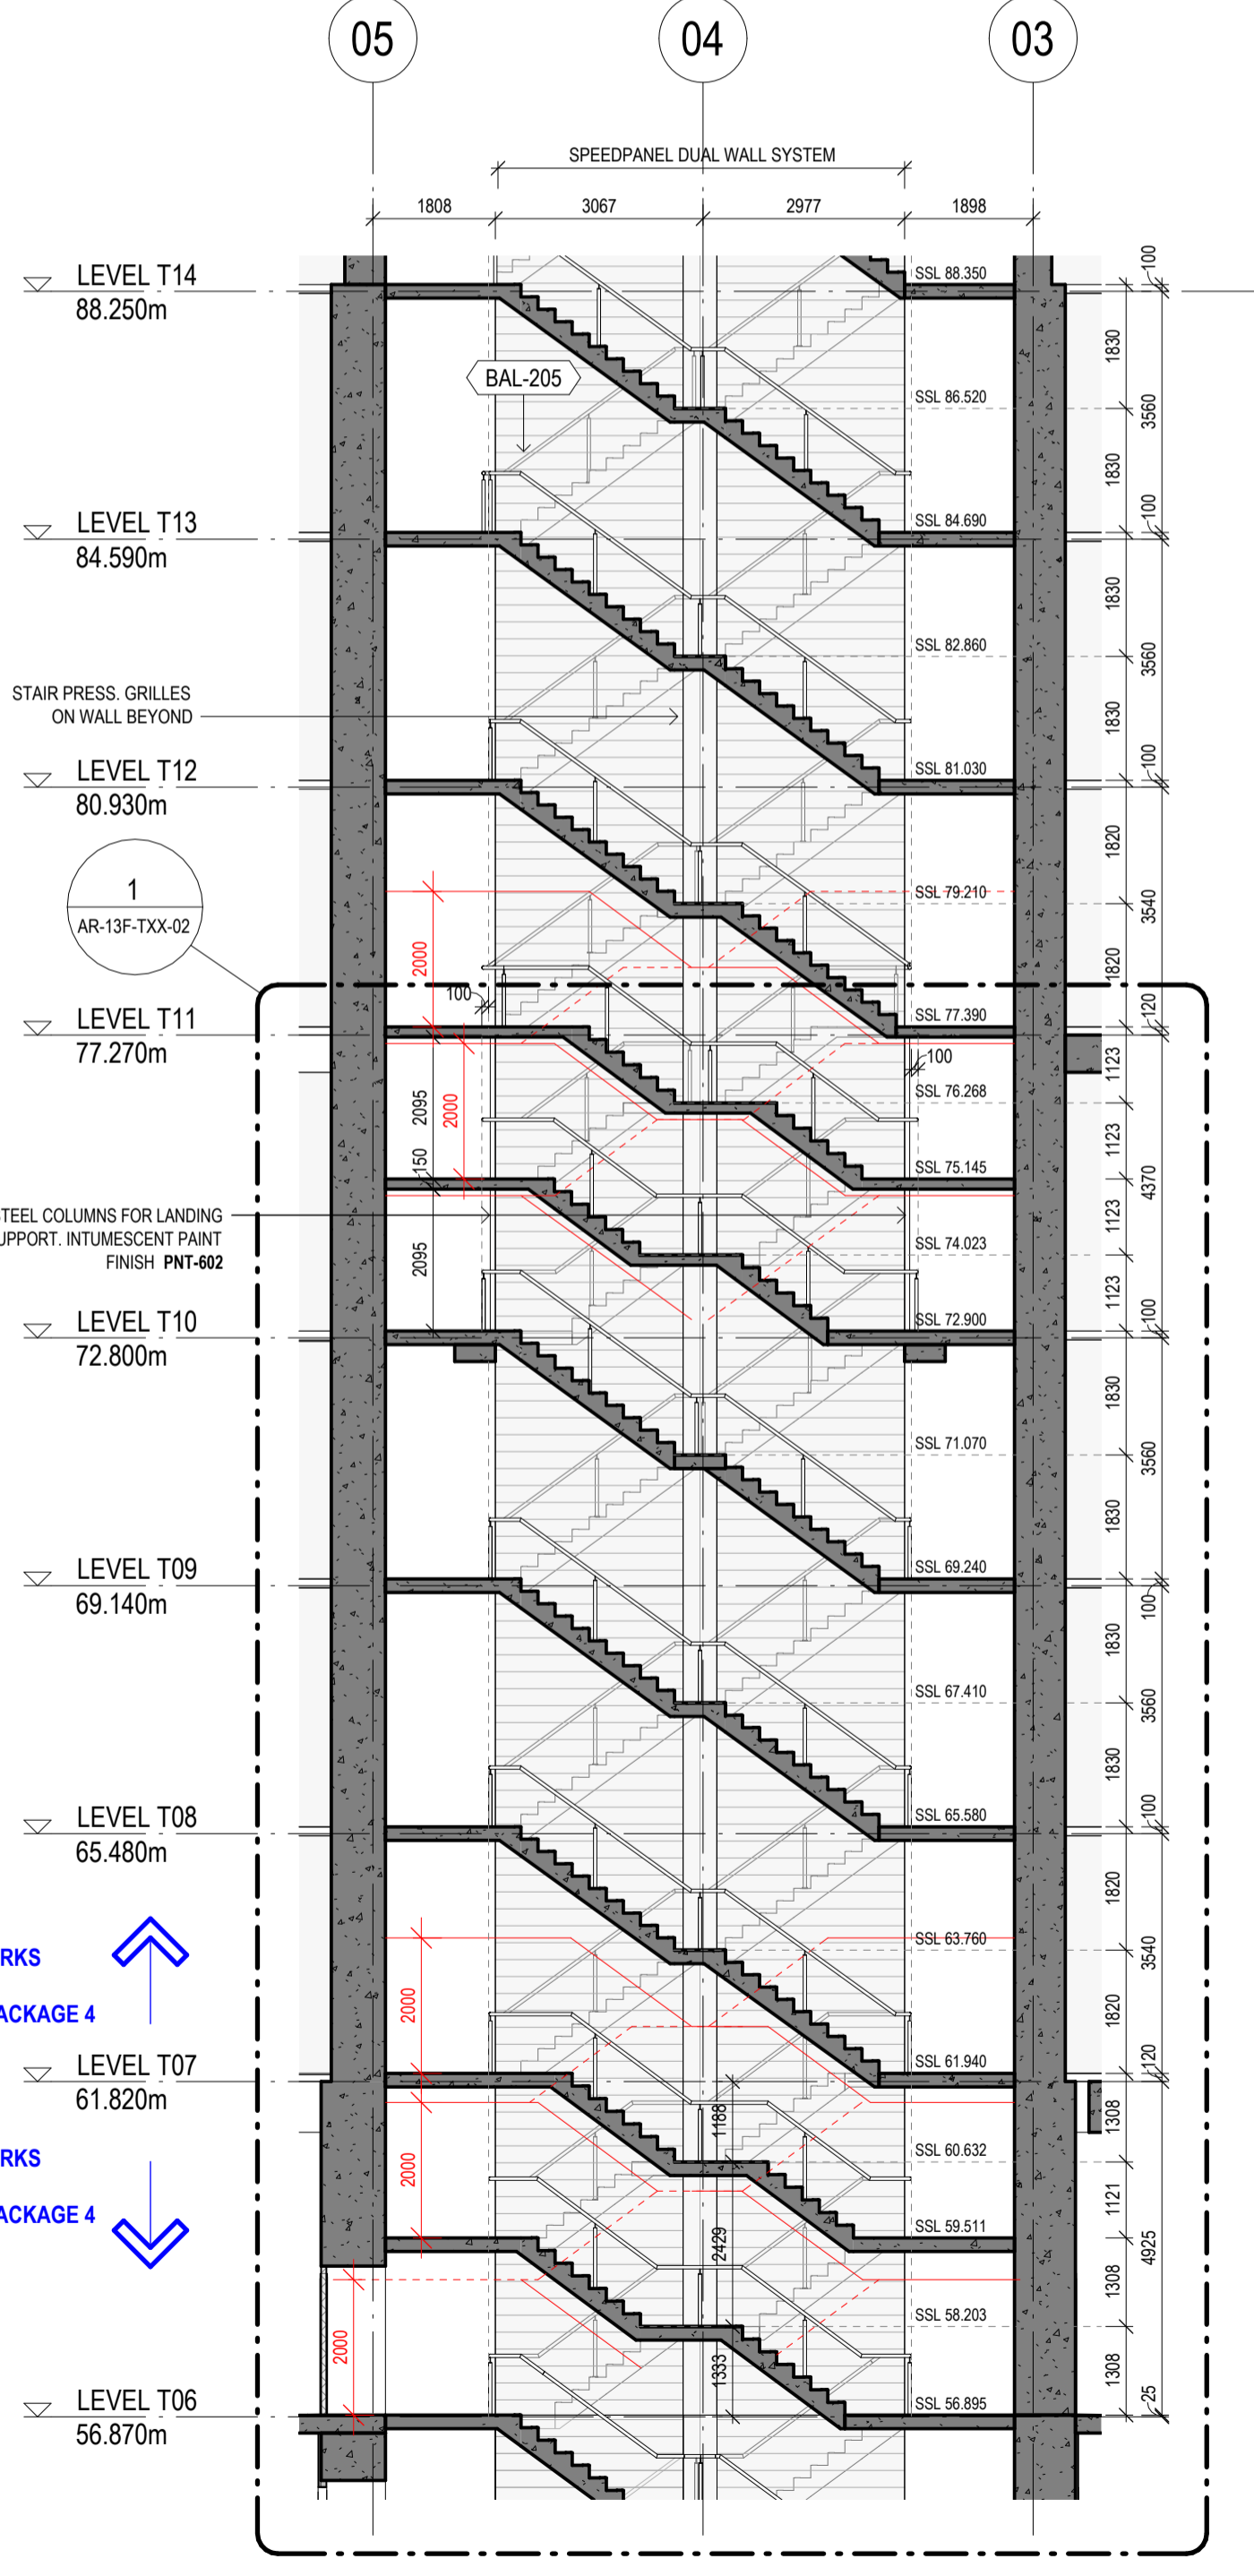 05
04
03
SPEEDPANEL DUAL WALL SYSTEM
1808
3067
2977
1898
LEVEL T14
88.250m
SSL 88.350
100
1830
BAL-205
SSL 86.520
3560
1830
LEVEL T13
84.590m
SSL 84.690
100
1830
SSL 82.860
3560
STAIR PRESS. GRILLES
ON WALL BEYOND
1830
LEVEL T12
80.930m
SSL 81.030
100
1820
1
AR-13F-TXX-02
SSL 79.210
3540
2000
1820
100
LEVEL T11
77.270m
SSL 77.390
120
100
1123
2095
2000
SSL 76.268
1123
150
SSL 75.145
4370
STEEL COLUMNS FOR LANDING
UPPORT. INTUMESCENT PAINT
FINISH PNT-602
1123
2095
SSL 74.023
1123
LEVEL T10
72.800m
SSL 72.900
100
1830
SSL 71.070
3560
1830
LEVEL T09
69.140m
SSL 69.240
100
1830
SSL 67.410
3560
1830
LEVEL T08
65.480m
SSL 65.580
100
1820
RKS
SSL 63.760
3540
ACKAGE 4
2000
1820
LEVEL T07
61.820m
SSL 61.940
120
1188
1308
RKS
2000
SSL 60.632
1121
ACKAGE 4
SSL 59.511
2429
4925
1308
SSL 58.203
2000
1333
1308
LEVEL T06
56.870m
SSL 56.895
25